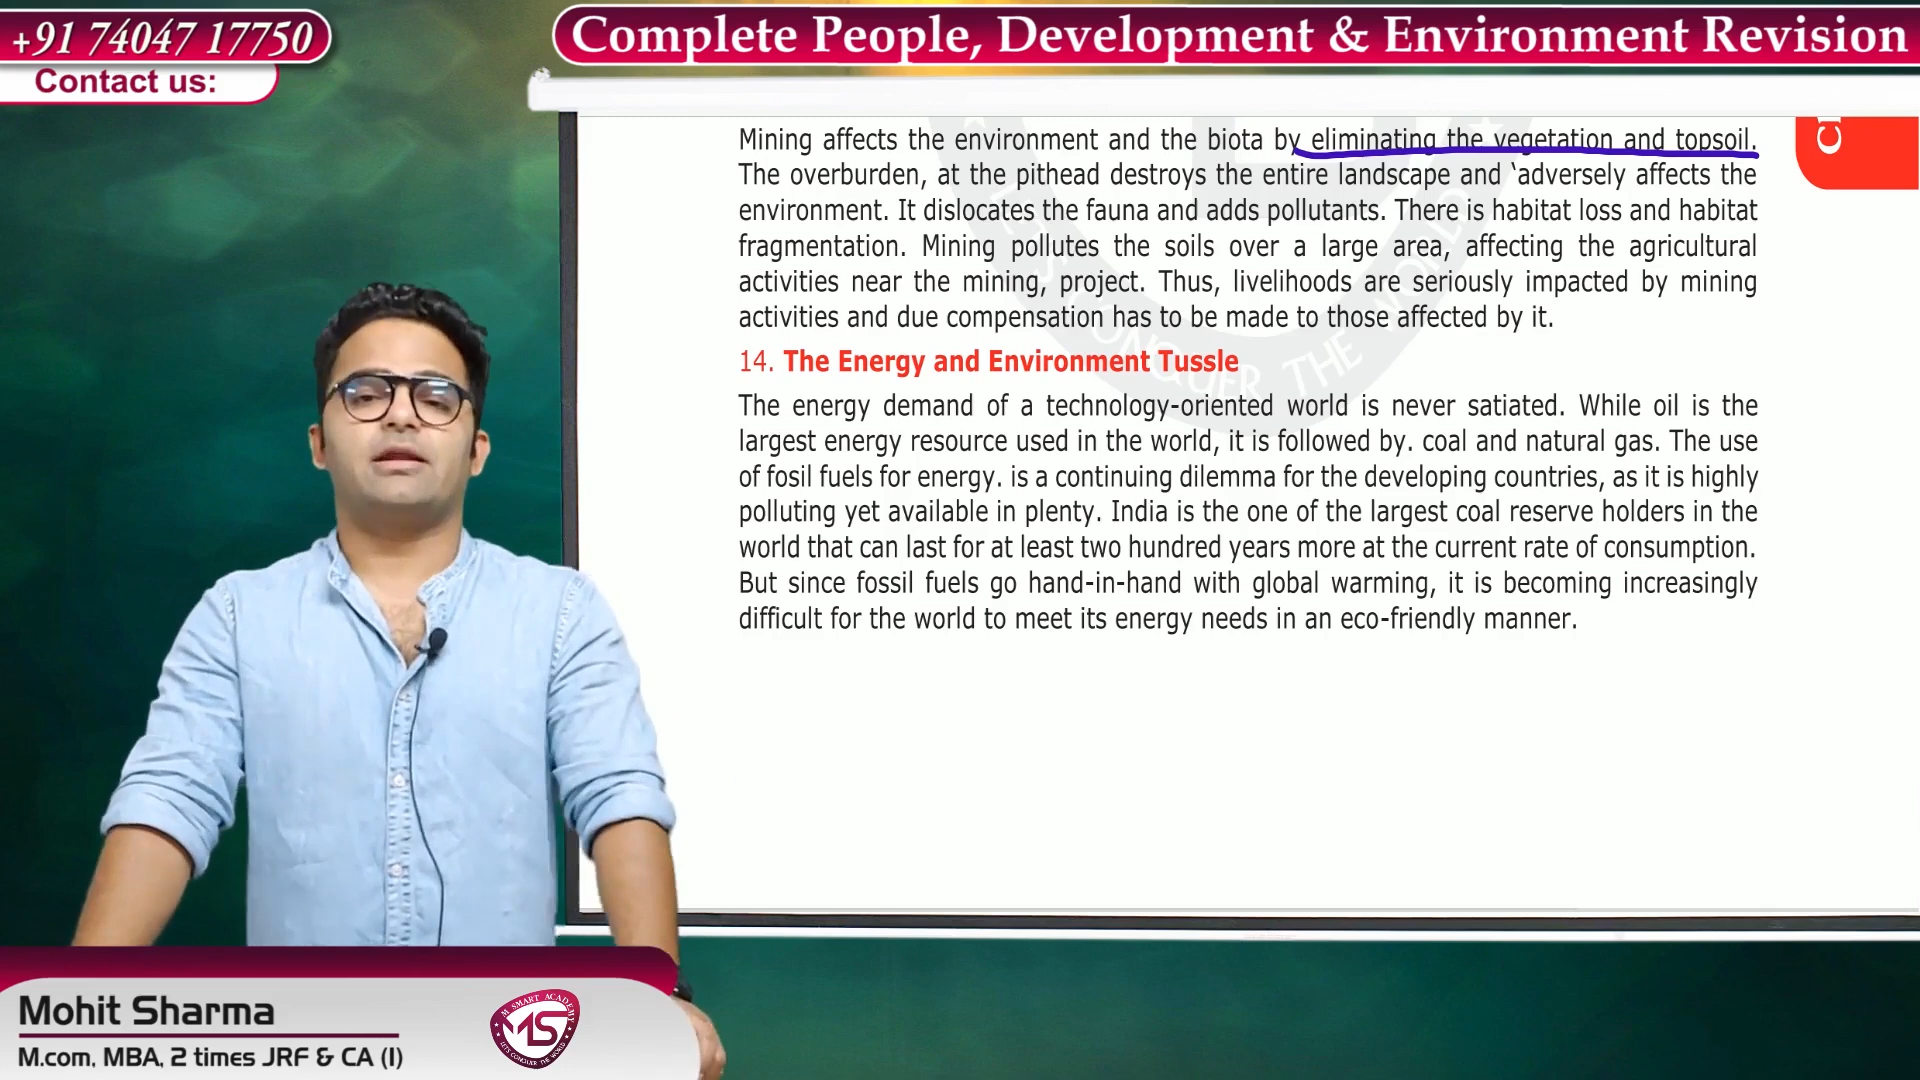 +91 74047 17750
Contact us:
Complete People, Development & Environment Revision
Mining affects the environment and the biota by eliminating the vegetation and topsoil.
The overburden, at the pithead destroys the entire landscape and ‘adversely affects the
environment. It dislocates the fauna and adds pollutants. There is habitat loss and habitat
fragmentation. Mining pollutes the soils over a large area, affecting the agricultural
activities near the mining, project. Thus, livelihoods are seriously impacted by mining
activities and due compensation has to be made to those affected by it.
14. The Energy and Environment Tussle
The energy demand of a technology-oriented world is never satiated. While oil is the
largest energy resource used in the world, it is followed by. coal and natural gas. The use
of fosil fuels for energy. is a continuing dilemma for the developing countries, as it is highly
polluting yet available in plenty. India is the one of the largest coal reserve holders in the
world that can last for at least two hundred years more at the current rate of consumption.
But since fossil fuels go hand-in-hand with global warming, it is becoming increasingly
difficult for the world to meet its energy needs in an eco-friendly manner.
Mohit Sharma
M.com, MBA, 2 times JRF & CA (I)
M SMART ACADEMY
MS
LET'S CONQUER THE WORLD